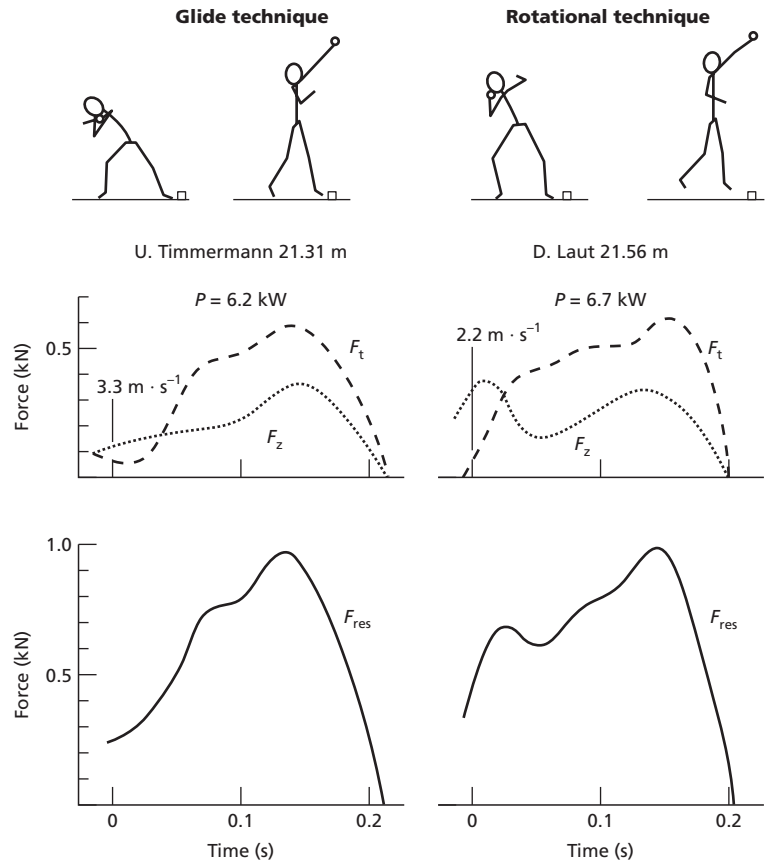 Glide technique
Rotational technique
U. Timmermann 21.31 m
D. Laut 21.56 m
P = 6.2 kW
P = 6.7 kW
Force (kN)
0.5
3.3 m · s⁻¹
Fₜ
F_z
2.2 m · s⁻¹
Fₜ
F_z
Force (kN)
1.0
0.5
F_res
F_res
0
0.1
0.2
0
0.1
0.2
Time (s)
Time (s)